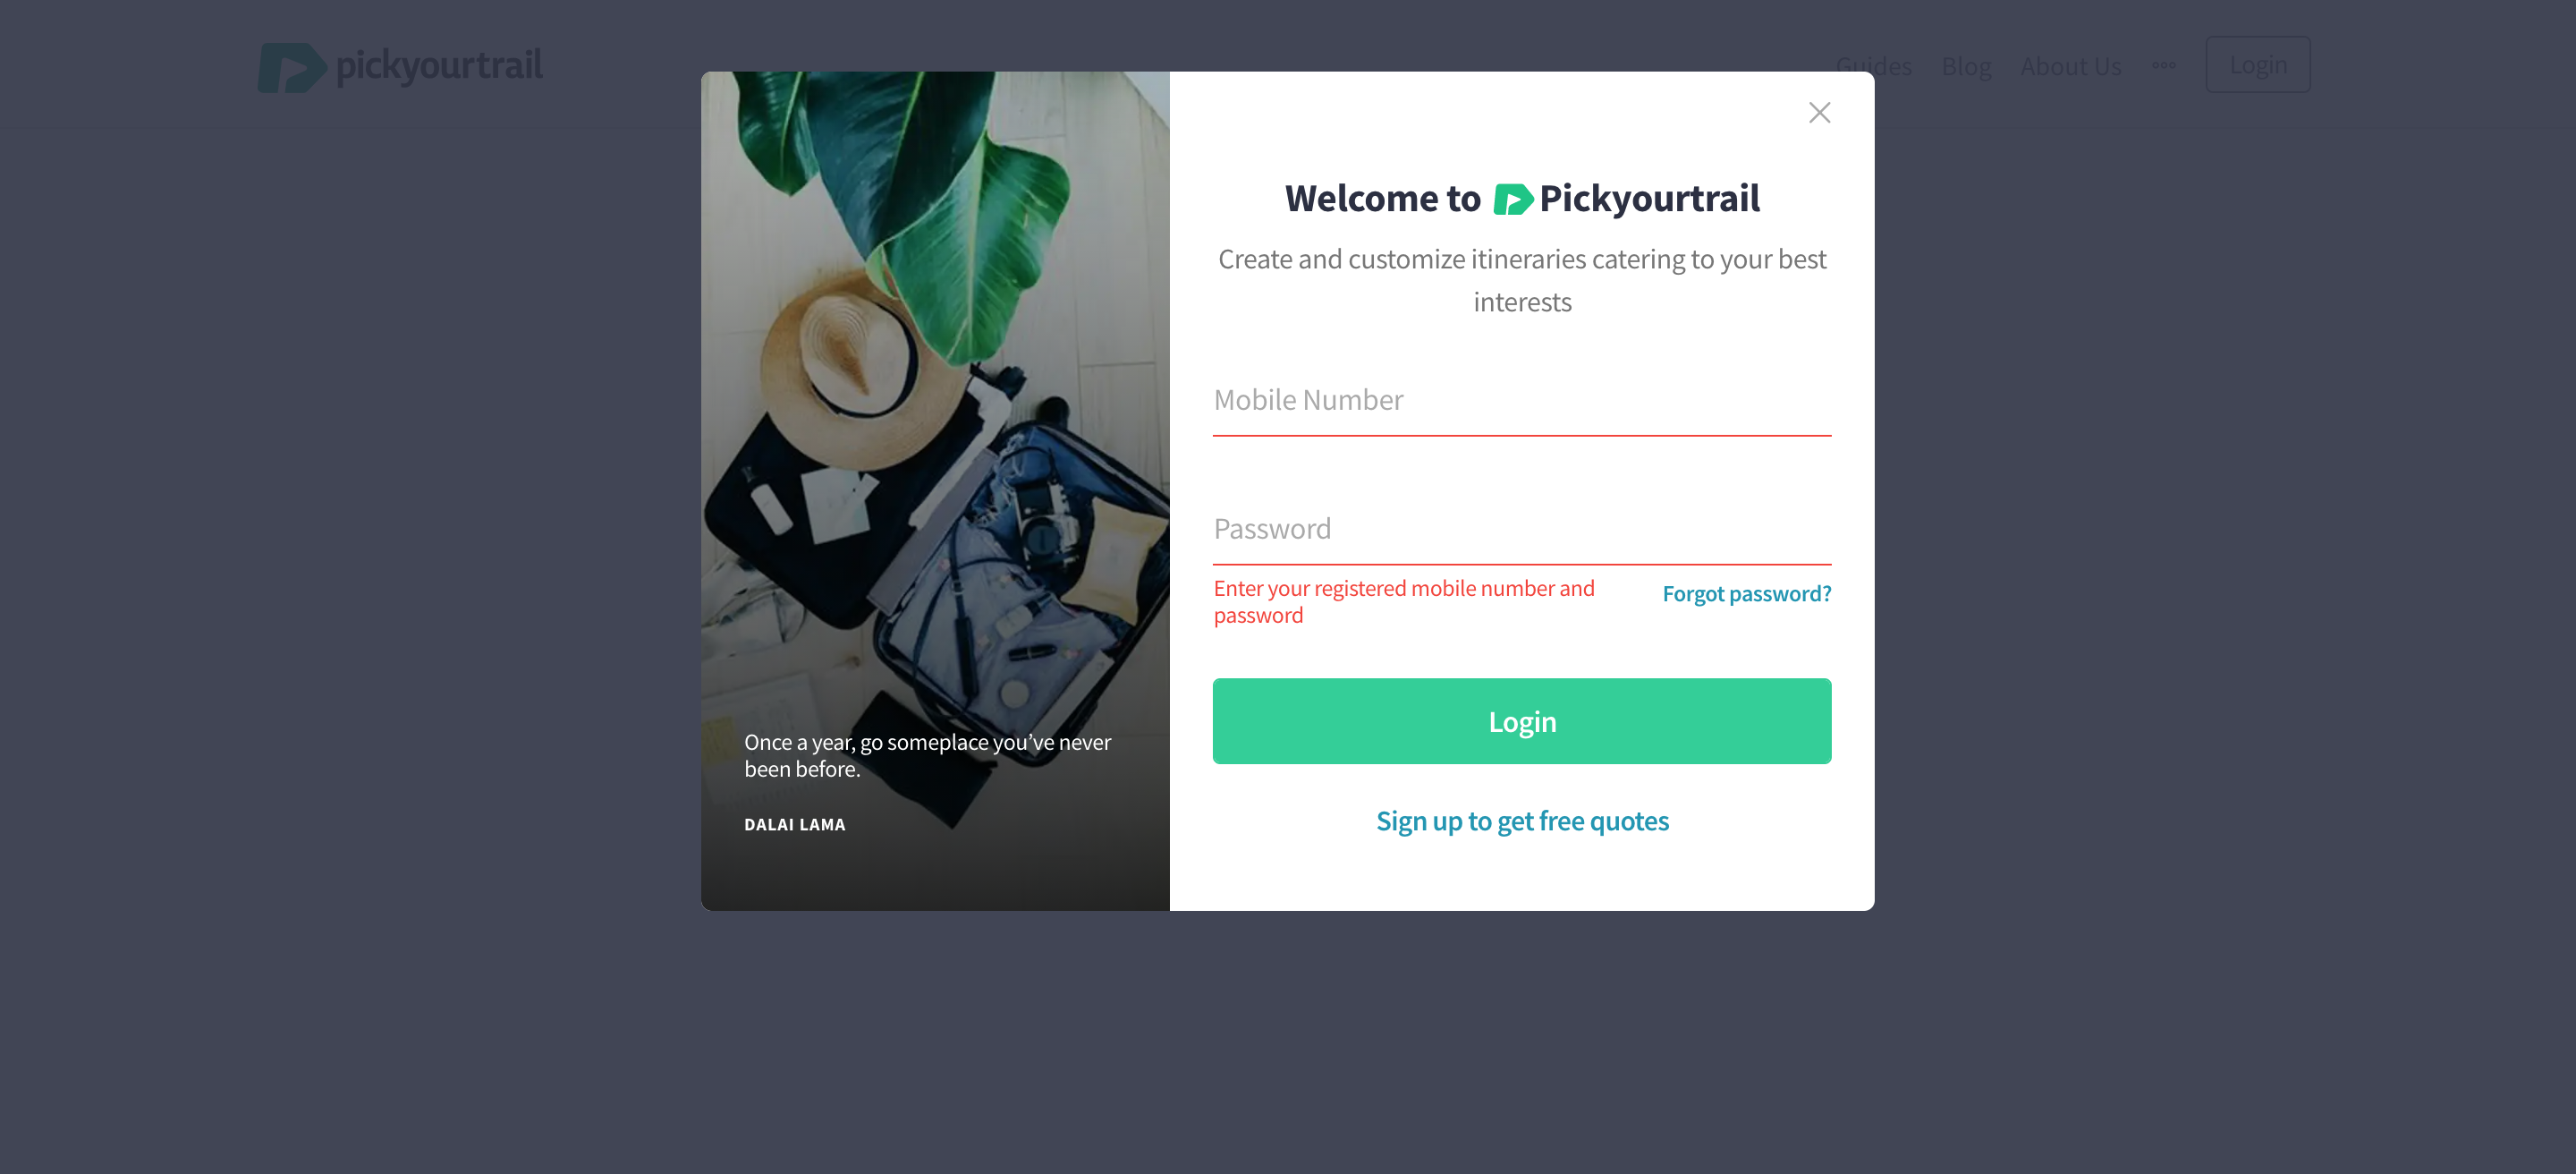 pickyourtrail
Guides Blog About Us Login
Welcome to Pickyourtrail
Create and customize itineraries catering to your best
interests
Mobile Number
Password
Enter your registered mobile number and
password
Forgot password?
Login
Sign up to get free quotes
Once a year, go someplace you’ve never
been before.
DALAI LAMA